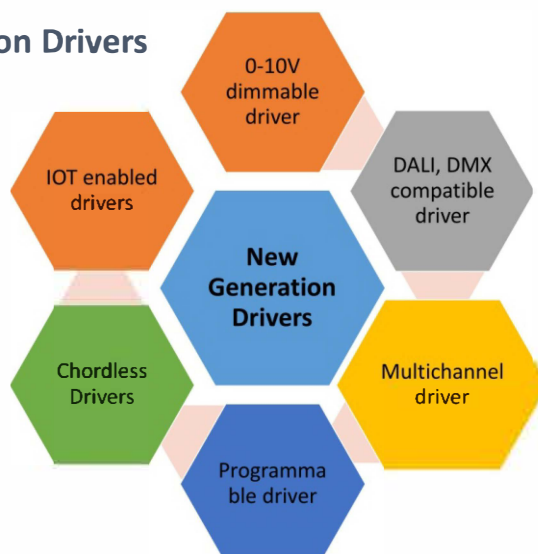 on Drivers
0-10V
dimmable
driver
IOT enabled
drivers
DALI, DMX
compatible
driver
New
Generation
Drivers
Chordless
Drivers
Multichannel
driver
Programma
ble driver